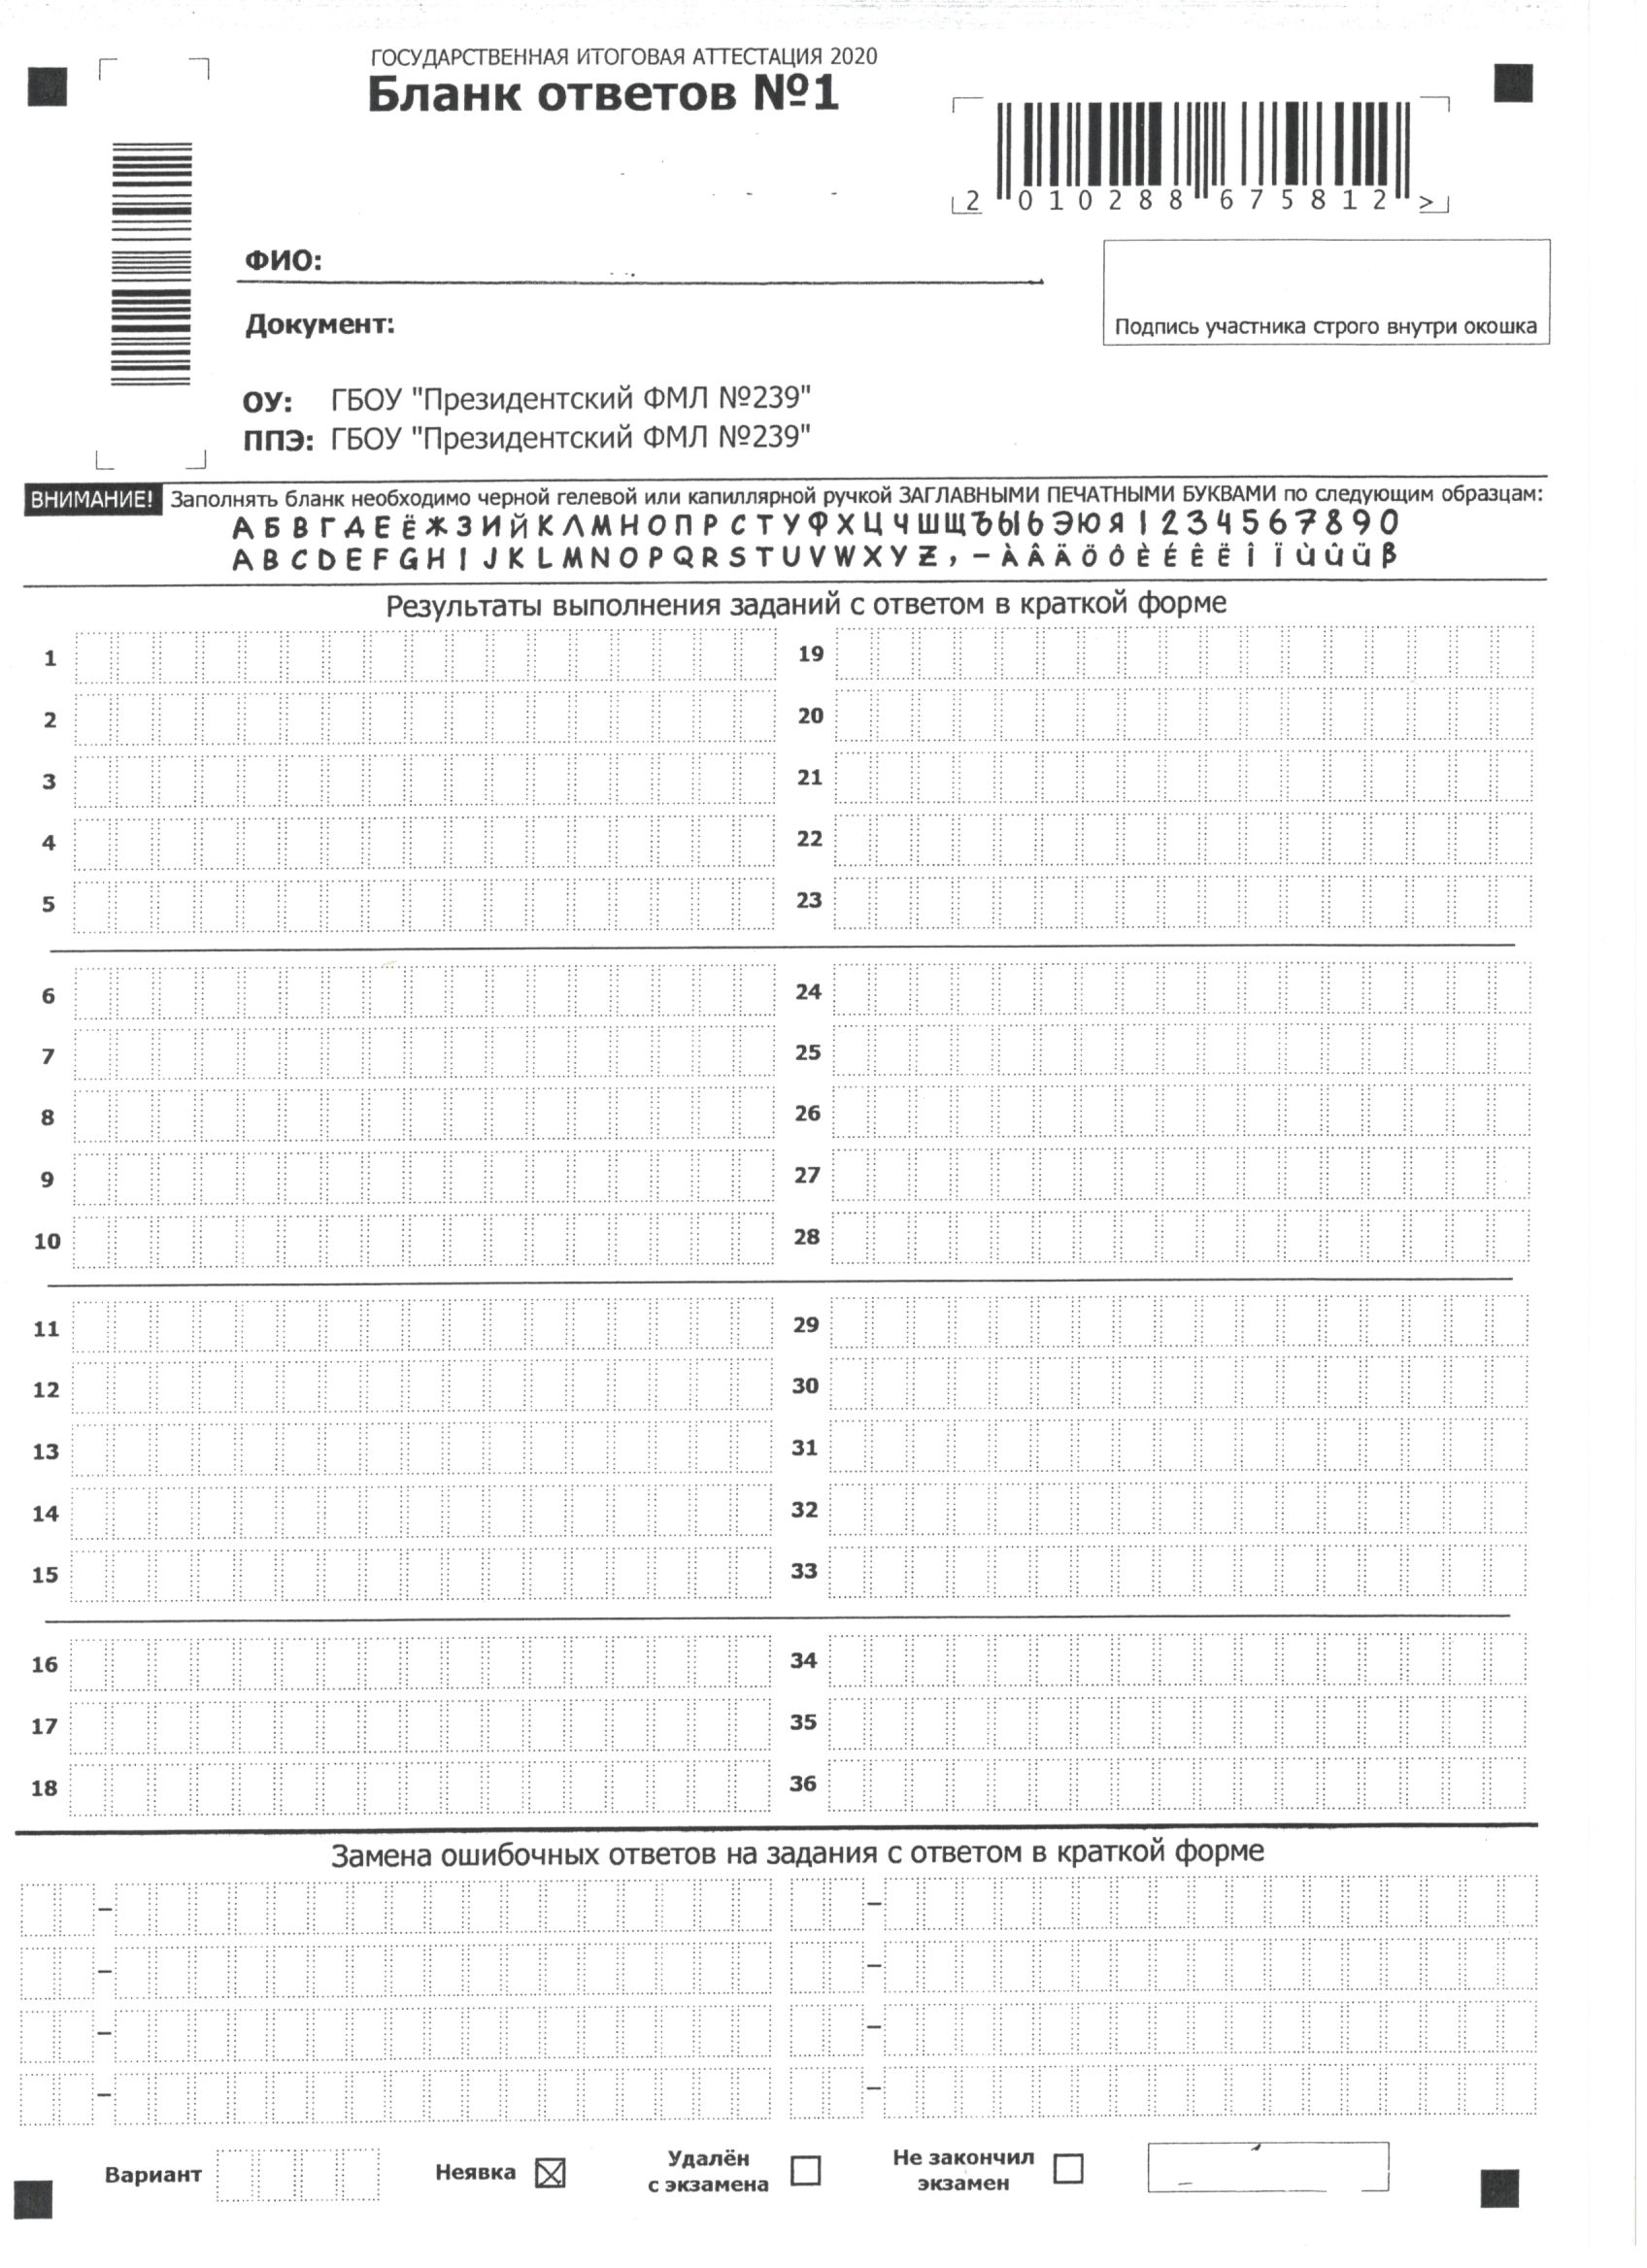 ГОСУДАРСТВЕННАЯ ИТОГОВАЯ АТТЕСТАЦИЯ 2020
Бланк ответов №1
2 010288 675812 >
ФИО:
Документ:
Подпись участника строго внутри окошка
ОУ: ГБОУ "Президентский ФМЛ №239"
ППЭ: ГБОУ "Президентский ФМЛ №239"
ВНИМАНИЕ! Заполнять бланк необходимо черной гелевой или капиллярной ручкой ЗАГЛАВНЫМИ ПЕЧАТНЫМИ БУКВАМИ по следующим образцам:
А Б В Г Д Е Ё Ж З И Й К Л М Н О П Р С Т У Ф Х Ц Ч Ш Щ Ъ Ы Ь Э Ю Я 1 2 3 4 5 6 7 8 9 0
A B C D E F G H I J K L M N O P Q R S T U V W X Y Z , - À Â Ä Ö Ô È É Ê Ë Î Ï Ù Û Ü β
Результаты выполнения заданий с ответом в краткой форме
1 19
2 20
3 21
4 22
5 23
6 24
7 25
8 26
9 27
10 28
11 29
12 30
13 31
14 32
15 33
16 34
17 35
18 36
Замена ошибочных ответов на задания с ответом в краткой форме
- -
- -
- -
- -
Вариант Неявка Удалён с экзамена Не закончил экзамен